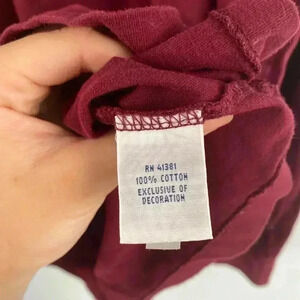 RN 41381
100% COTTON
EXCLUSIVE OF
DECORATION